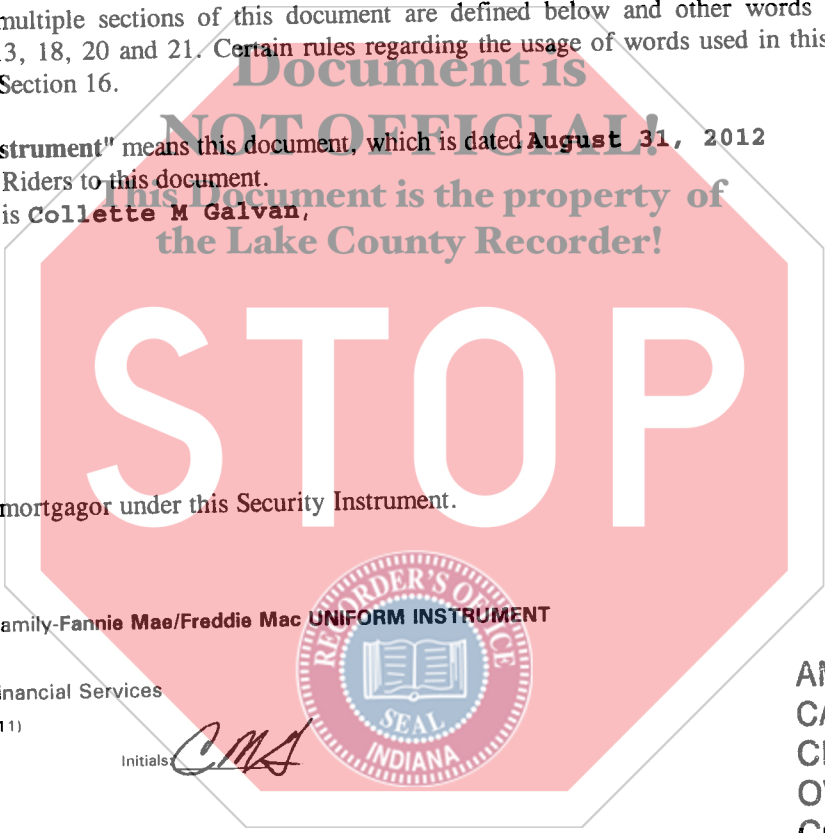 multiple sections of this document are defined below and other words
13, 18, 20 and 21. Certain rules regarding the usage of words used in this
Section 16.
Document is
NOT OFFICIAL!
strument" means this document, which is dated August 31, 2012
Riders to this document.
This Document is the property of
is Collette M Galvan,
the Lake County Recorder!
STOP
mortgagor under this Security Instrument.
RECORDER'S OFFICE
SEAL
INDIANA
amily-Fannie Mae/Freddie Mac UNIFORM INSTRUMENT
inancial Services
11)
Initials: CMG
AN
CA
OV